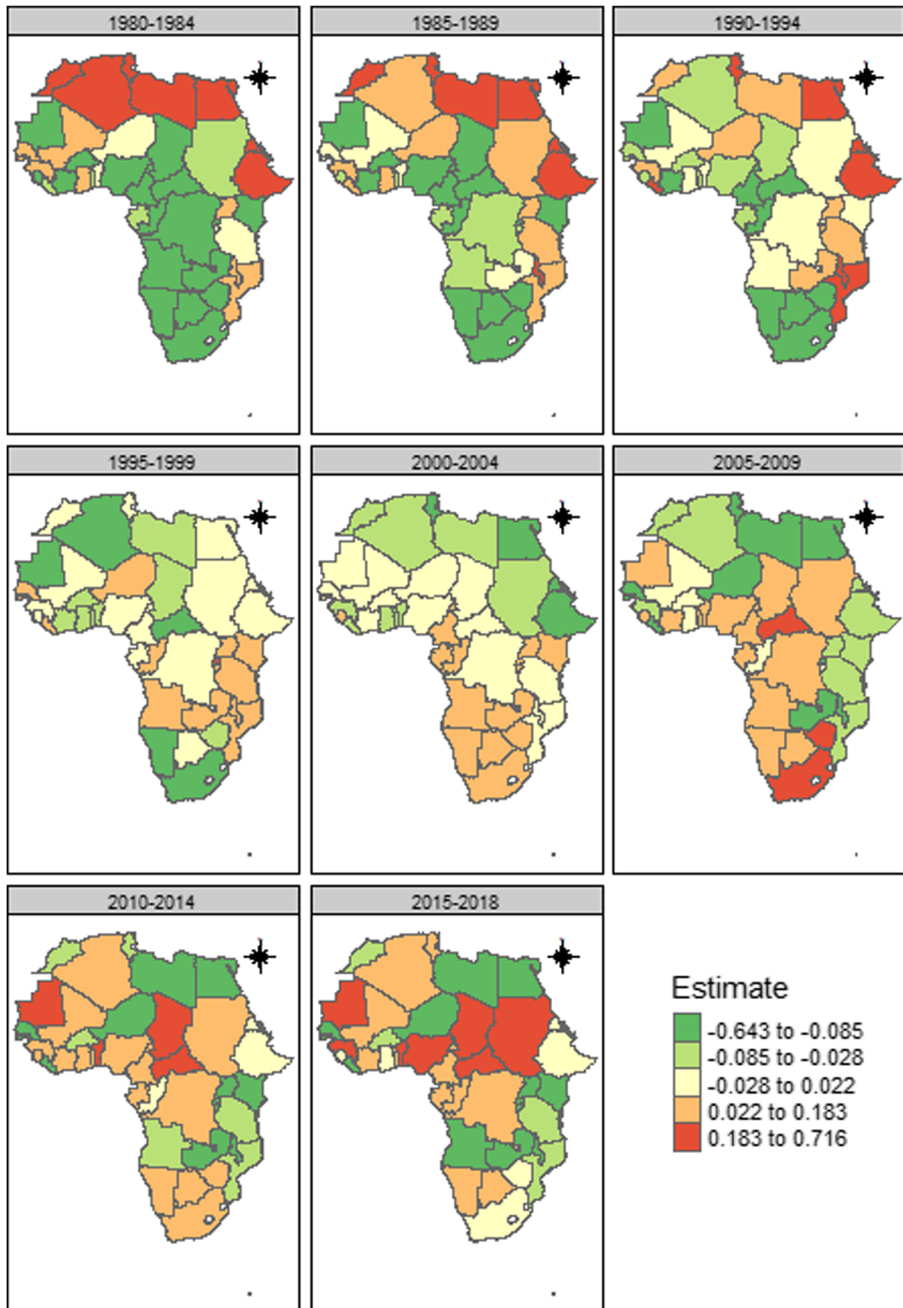 1980-1984
1985-1989
1990-1994
1995-1999
2000-2004
2005-2009
2010-2014
2015-2018
Estimate
-0.643 to -0.085
-0.085 to -0.028
-0.028 to 0.022
0.022 to 0.183
0.183 to 0.716